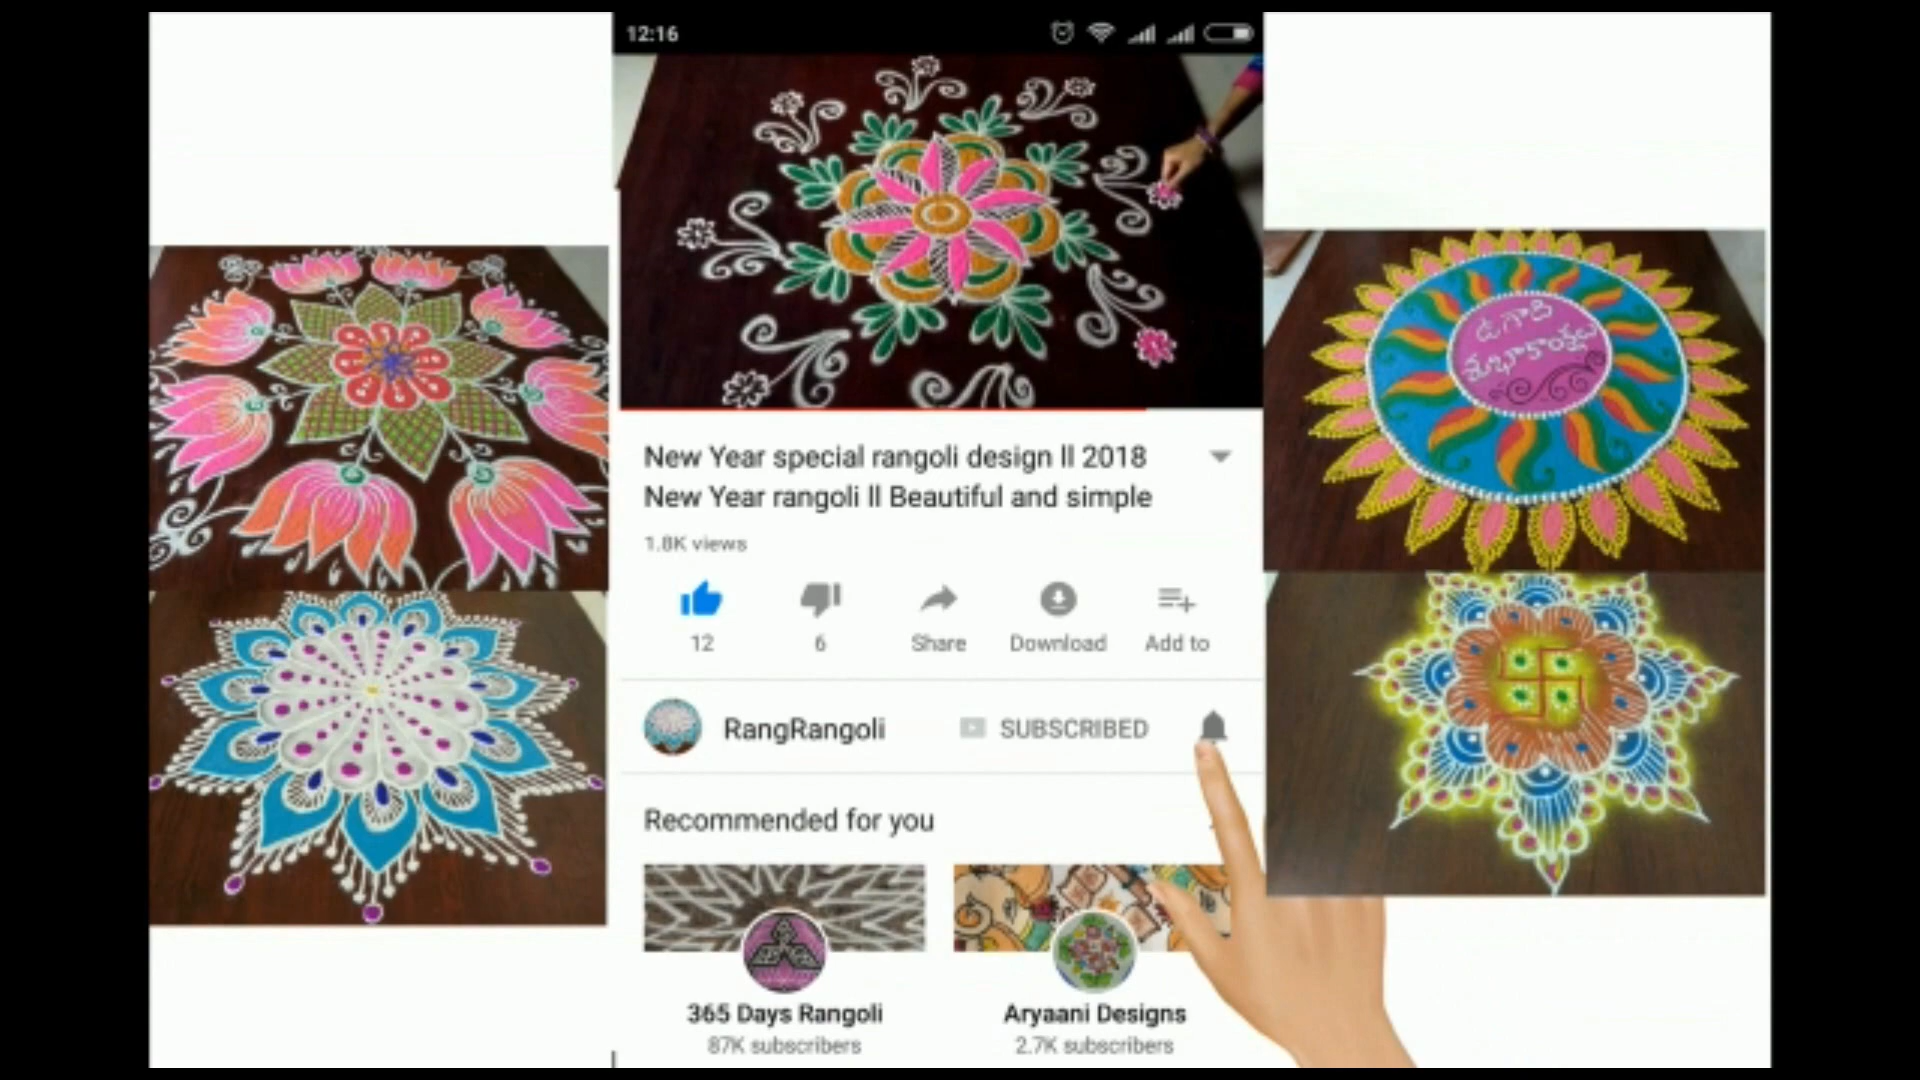 12:16
ఉగాది
శుభాకాంక్షలు
New Year special rangoli design ll 2018
New Year rangoli ll Beautiful and simple
1.8K views
12
6
Share
Download
Add to
RangRangoli
SUBSCRIBED
Recommended for you
365 Days Rangoli
87K subscribers
Aryaani Designs
2.7K subscribers